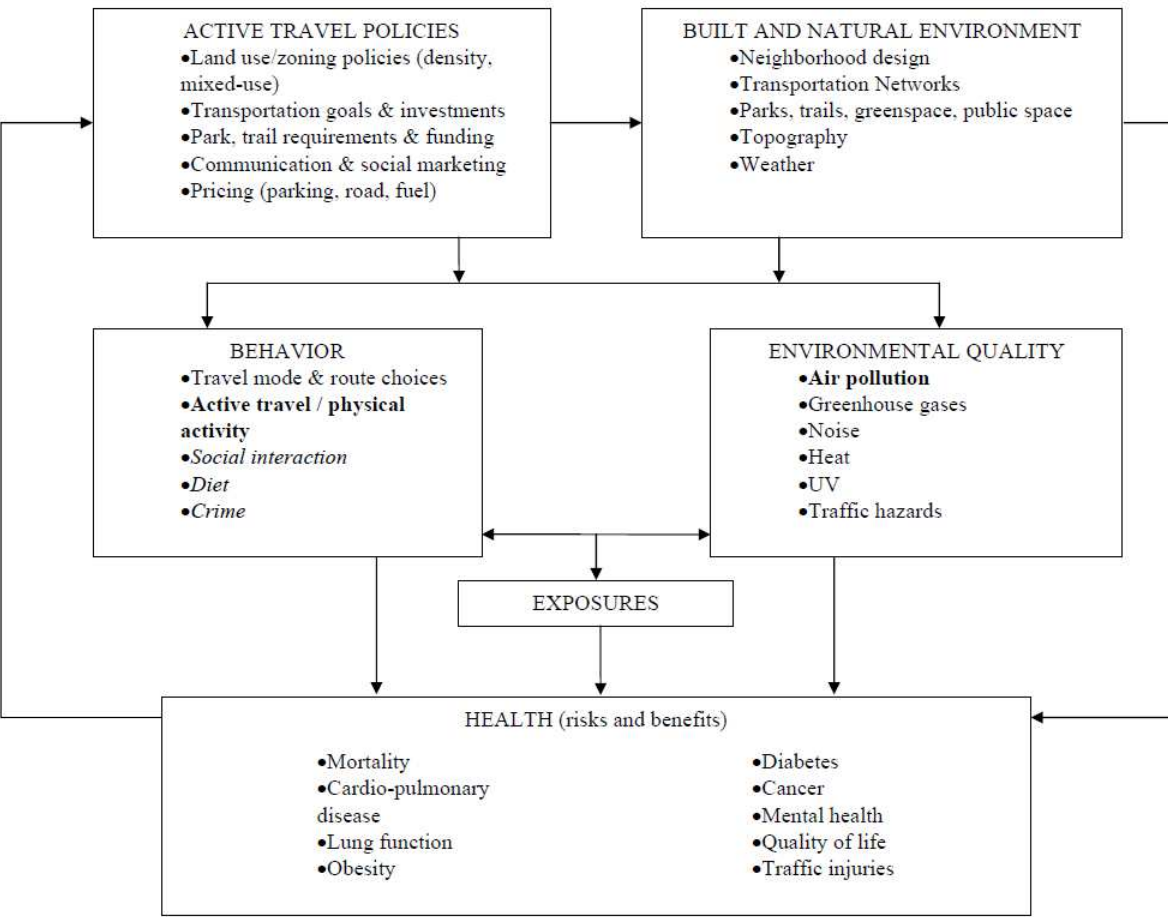 ACTIVE TRAVEL POLICIES
•Land use/zoning policies (density,
mixed-use)
•Transportation goals & investments
•Park, trail requirements & funding
•Communication & social marketing
•Pricing (parking, road, fuel)
BUILT AND NATURAL ENVIRONMENT
•Neighborhood design
•Transportation Networks
•Parks, trails, greenspace, public space
•Topography
•Weather
BEHAVIOR
•Travel mode & route choices
•Active travel / physical
activity
•Social interaction
•Diet
•Crime
ENVIRONMENTAL QUALITY
•Air pollution
•Greenhouse gases
•Noise
•Heat
•UV
•Traffic hazards
EXPOSURES
HEALTH (risks and benefits)
•Mortality
•Cardio-pulmonary
disease
•Lung function
•Obesity
•Diabetes
•Cancer
•Mental health
•Quality of life
•Traffic injuries